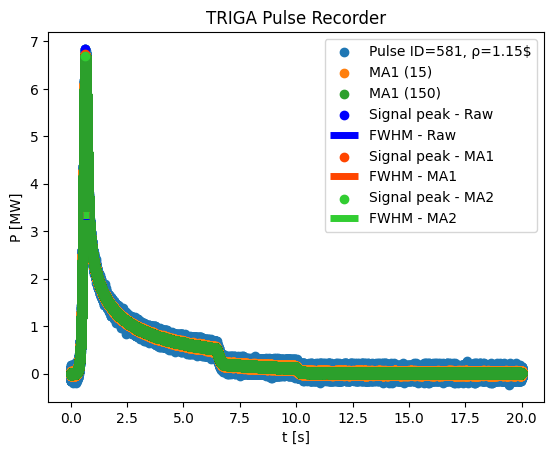 TRIGA Pulse Recorder
P [MW]
7
6
5
4
3
2
1
0
Pulse ID=581, ρ=1.15$
MA1 (15)
MA1 (150)
Signal peak - Raw
FWHM - Raw
Signal peak - MA1
FWHM - MA1
Signal peak - MA2
FWHM - MA2
0.0 2.5 5.0 7.5 10.0 12.5 15.0 17.5 20.0
t [s]